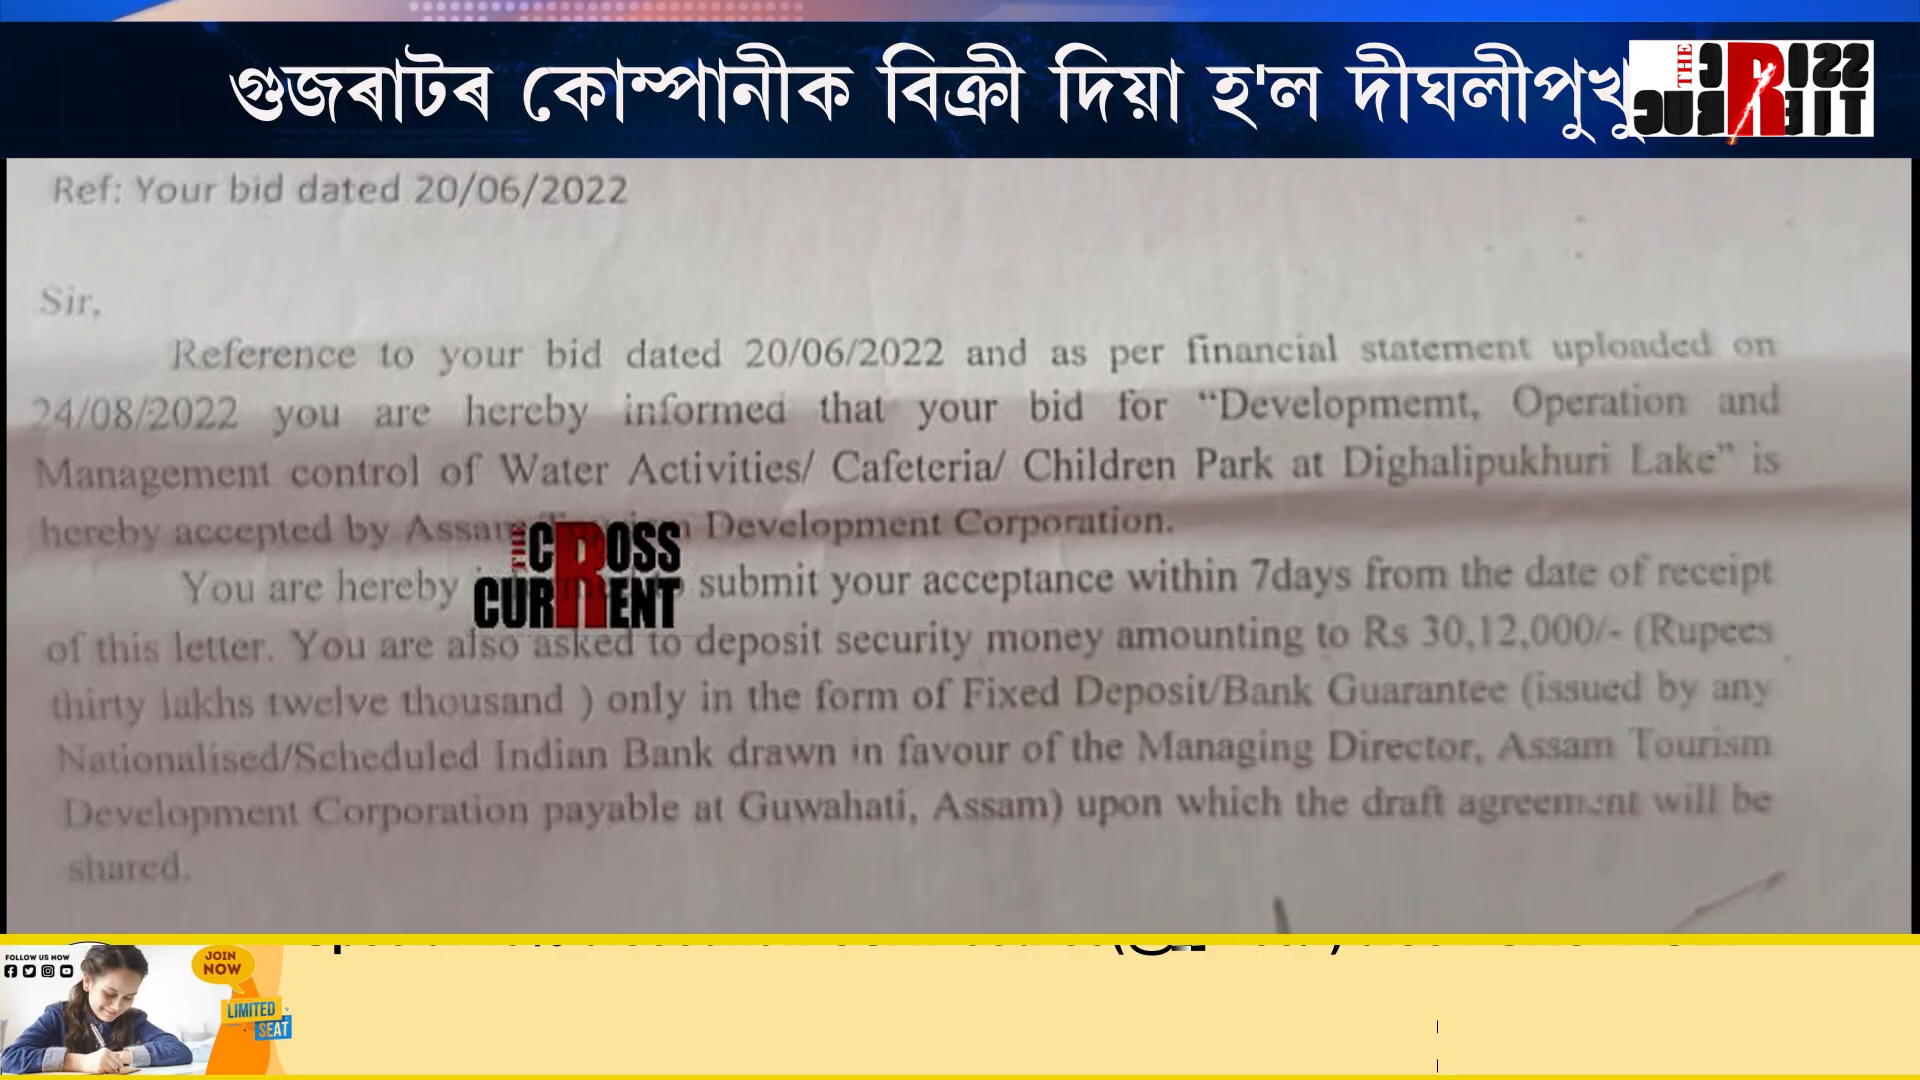 গুজৰাটৰ কোম্পানীক বিক্ৰী দিয়া হ'ল
THE CROSS CURRENT
Ref: Your bid dated 20/06/2022
Sir,
Reference to your bid dated 20/06/2022 and as per financial statement uploaded on
24/08/2022 you are hereby informed that your bid for “Developmemt, Operation and
Management control of Water Activities/ Cafeteria/ Children Park at Dighalipukhuri Lake” is
hereby accepted by Development Corporation.
You are hereby submit your acceptance within 7days from the date of receipt
of this letter. You are also asked to deposit security money amounting to Rs 30,12,000/- (Rupees
thirty lakhs twelve thousand ) only in the form of Fixed Deposit/Bank Guarantee (issued by any
Nationalised/Scheduled Indian Bank drawn in favour of the Managing Director, Assam Tourism
Development Corporation payable at Guwahati, Assam) upon which the draft agreement will be
shared.
THE CROSS
CURRENT
FOLLOW US NOW
JOIN
NOW
LIMITED
SEAT